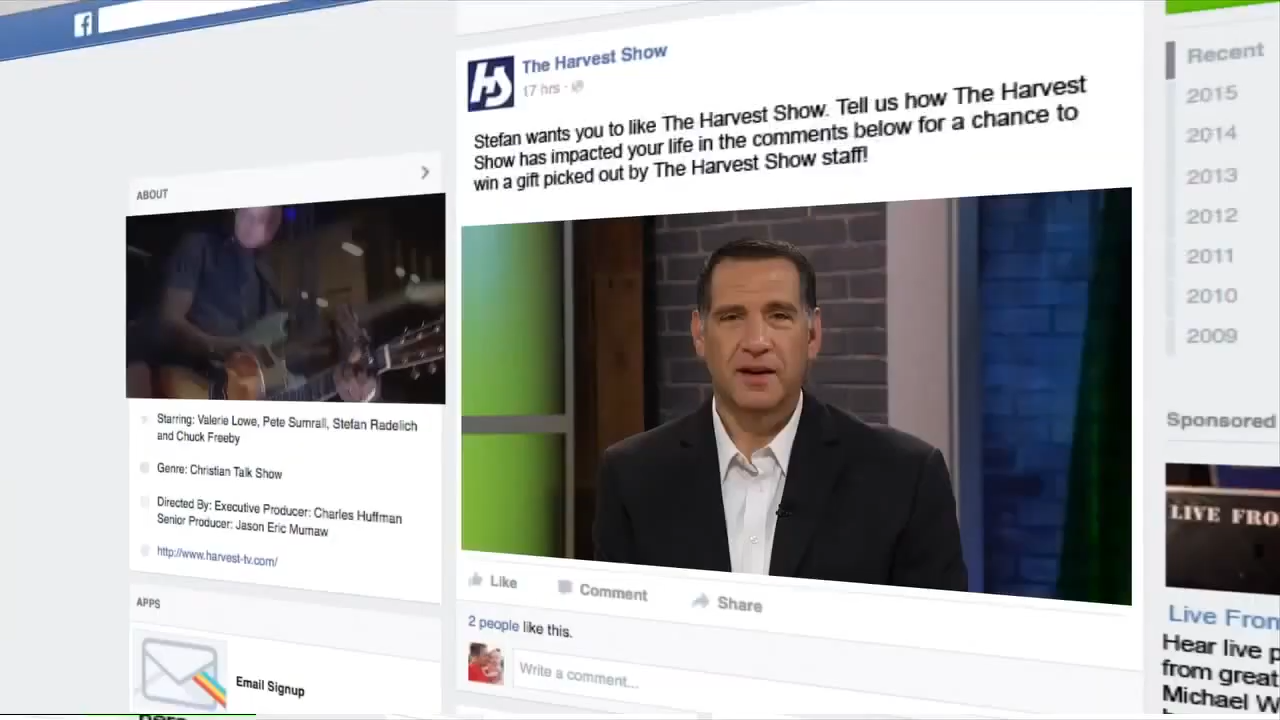 The Harvest Show
17 hrs ·
Stefan wants you to like The Harvest Show. Tell us how The Harvest
Show has impacted your life in the comments below for a chance to
win a gift picked out by The Harvest Show staff!
ABOUT
Starring: Valerie Lowe, Pete Sumrall, Stefan Radelich
and Chuck Freeby
Genre: Christian Talk Show
Directed By: Executive Producer: Charles Huffman
Senior Producer: Jason Eric Mumaw
http://www.harvest-tv.com/
APPS
Email Signup
Like
Comment
Share
2 people like this.
Write a comment...
Recent
2015
2014
2013
2012
2011
2010
2009
Sponsored
LIVE FRO
Live From
Hear live p
from great
Michael W